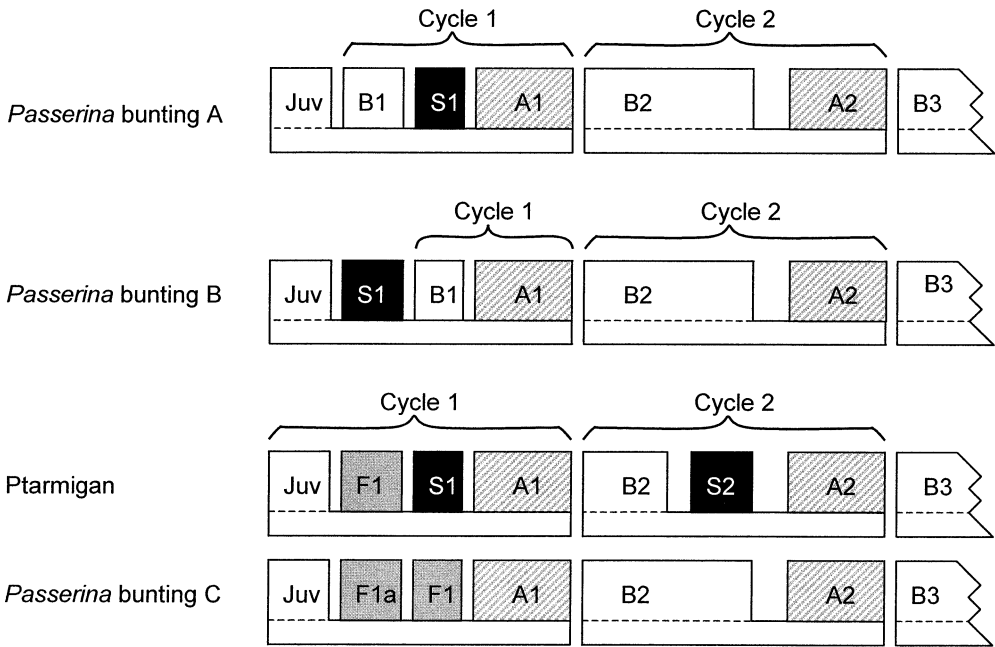 Cycle 1 Cycle 2
Passerina bunting A Juv B1 S1 A1 B2 A2 B3
Cycle 1 Cycle 2
Passerina bunting B Juv S1 B1 A1 B2 A2 B3
Cycle 1 Cycle 2
Ptarmigan Juv F1 S1 A1 B2 S2 A2 B3
Passerina bunting C Juv F1a F1 A1 B2 A2 B3